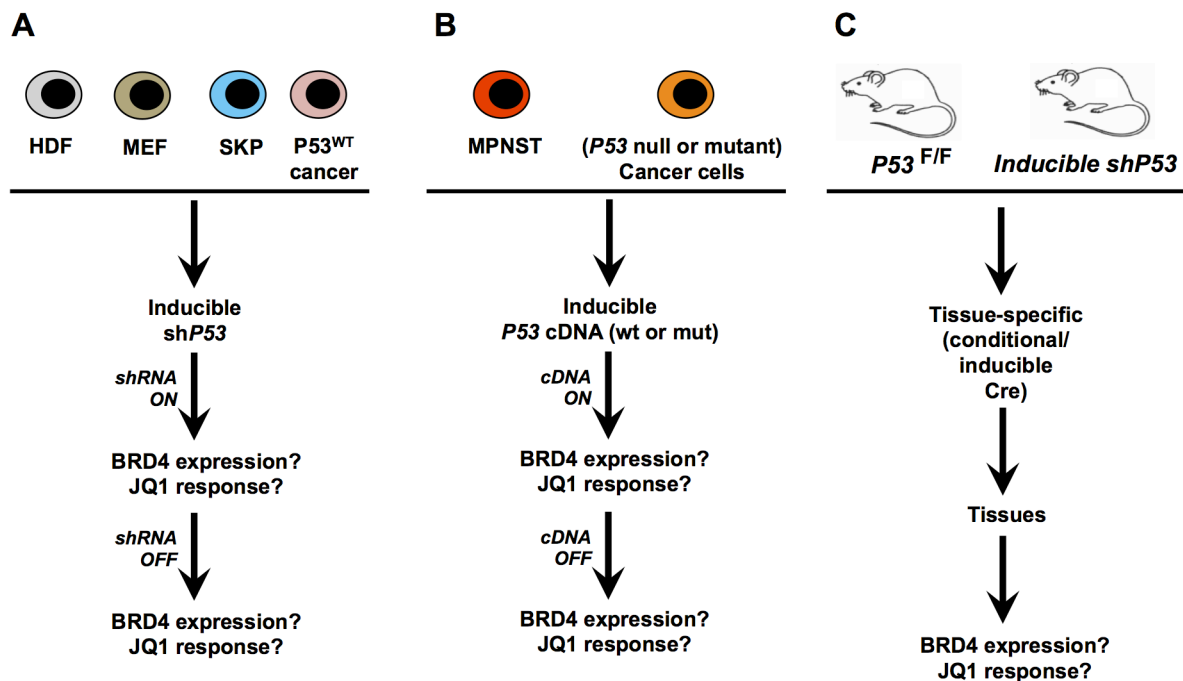 A
HDF
MEF
SKP
P53WT
cancer
Inducible
shP53
shRNA
ON
BRD4 expression?
JQ1 response?
shRNA
OFF
BRD4 expression?
JQ1 response?
B
MPNST
(P53 null or mutant)
Cancer cells
Inducible
P53 cDNA (wt or mut)
cDNA
ON
BRD4 expression?
JQ1 response?
cDNA
OFF
BRD4 expression?
JQ1 response?
C
P53 F/F
Inducible shP53
Tissue-specific
(conditional/
inducible
Cre)
Tissues
BRD4 expression?
JQ1 response?